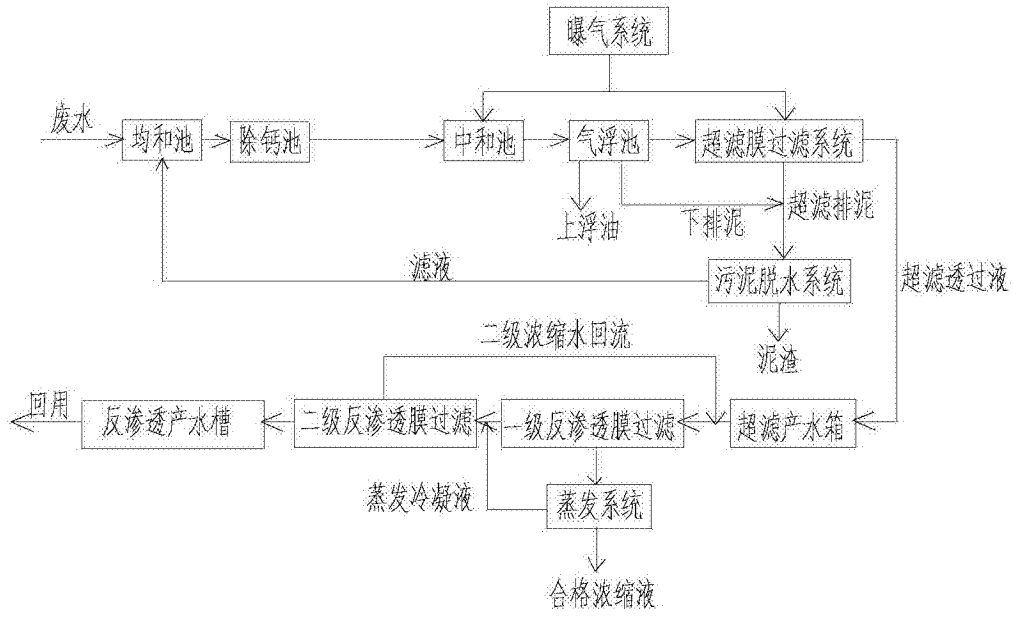 曝气系统
废水
均和池
除钙池
中和池
气浮池
超滤膜过滤系统
上浮油
下排泥
超滤排泥
滤液
污泥脱水系统
超滤透过液
泥渣
二级浓缩水回流
回用
反渗透产水槽
二级反渗透膜过滤
一级反渗透膜过滤
超滤产水箱
蒸发冷凝液
蒸发系统
合格浓缩液